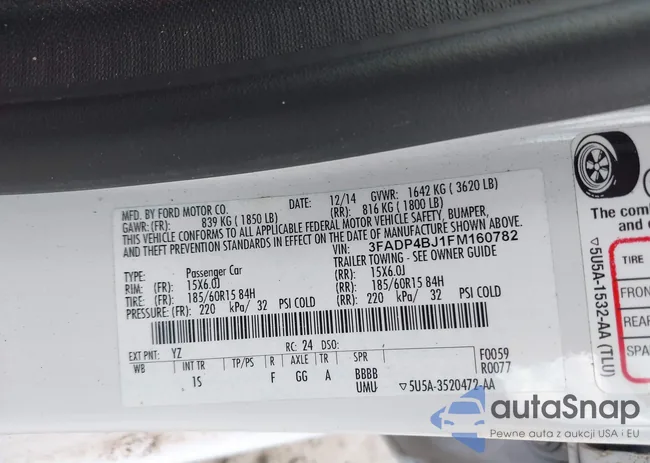 MFD. BY FORD MOTOR CO.
DATE: 12/14 GVWR: 1642 KG ( 3620 LB)
GAWR: (FR): 839 KG ( 1850 LB) (RR): 816 KG ( 1800 LB)
THIS VEHICLE CONFORMS TO ALL APPLICABLE FEDERAL MOTOR VEHICLE SAFETY, BUMPER,
AND THEFT PREVENTION STANDARDS IN EFFECT ON THE DATE OF MANUFACTURE SHOWN ABOVE.
VIN: 3FADP4BJ1FM160782
TYPE: Passenger Car TRAILER TOWING - SEE OWNER GUIDE
RIM: (FR): 15X6.0J (RR): 15X6.0J
TIRE: (FR): 185/60R15 84H (RR): 185/60R15 84H
PRESSURE: (FR): 220 kPa/ 32 PSI COLD (RR): 220 kPa/ 32 PSI COLD
EXT PNT: YZ RC: 24 DSO: F0059
WB INT TR TP/PS R AXLE TR SPR R0077
1S F GG A BBBB
UMU ▽5U5A-3520472-AA
▽5U5A-1532-AA (TLU)
The com
and
TIRE
FRON
REAR
SPA
autaSnap
Pewne auta z aukcji USA i EU